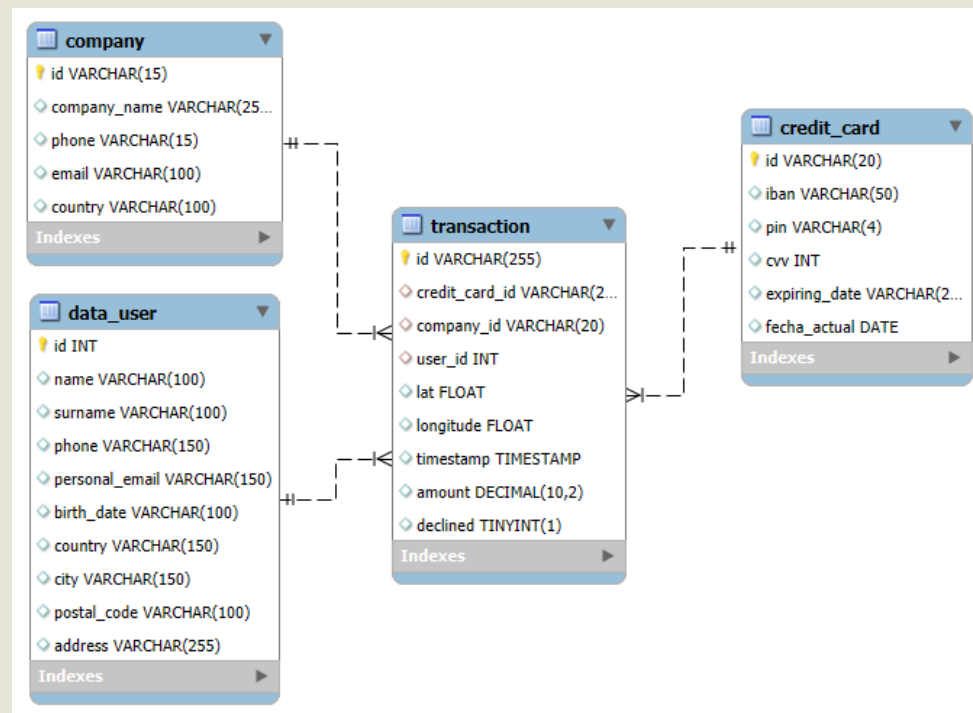 company
id VARCHAR(15)
company_name VARCHAR(25...
phone VARCHAR(15)
email VARCHAR(100)
country VARCHAR(100)
Indexes
data_user
id INT
name VARCHAR(100)
surname VARCHAR(100)
phone VARCHAR(150)
personal_email VARCHAR(150)
birth_date VARCHAR(100)
country VARCHAR(150)
city VARCHAR(150)
postal_code VARCHAR(100)
address VARCHAR(255)
Indexes
transaction
id VARCHAR(255)
credit_card_id VARCHAR(2...
company_id VARCHAR(20)
user_id INT
lat FLOAT
longitude FLOAT
timestamp TIMESTAMP
amount DECIMAL(10,2)
declined TINYINT(1)
Indexes
credit_card
id VARCHAR(20)
iban VARCHAR(50)
pin VARCHAR(4)
cvv INT
expiring_date VARCHAR(2...
fecha_actual DATE
Indexes